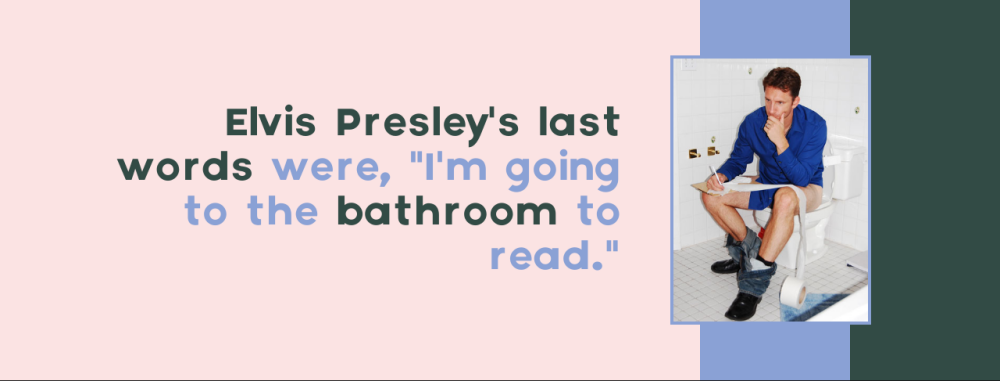 Elvis Presley's last
words were, "I'm going
to the bathroom to
read."